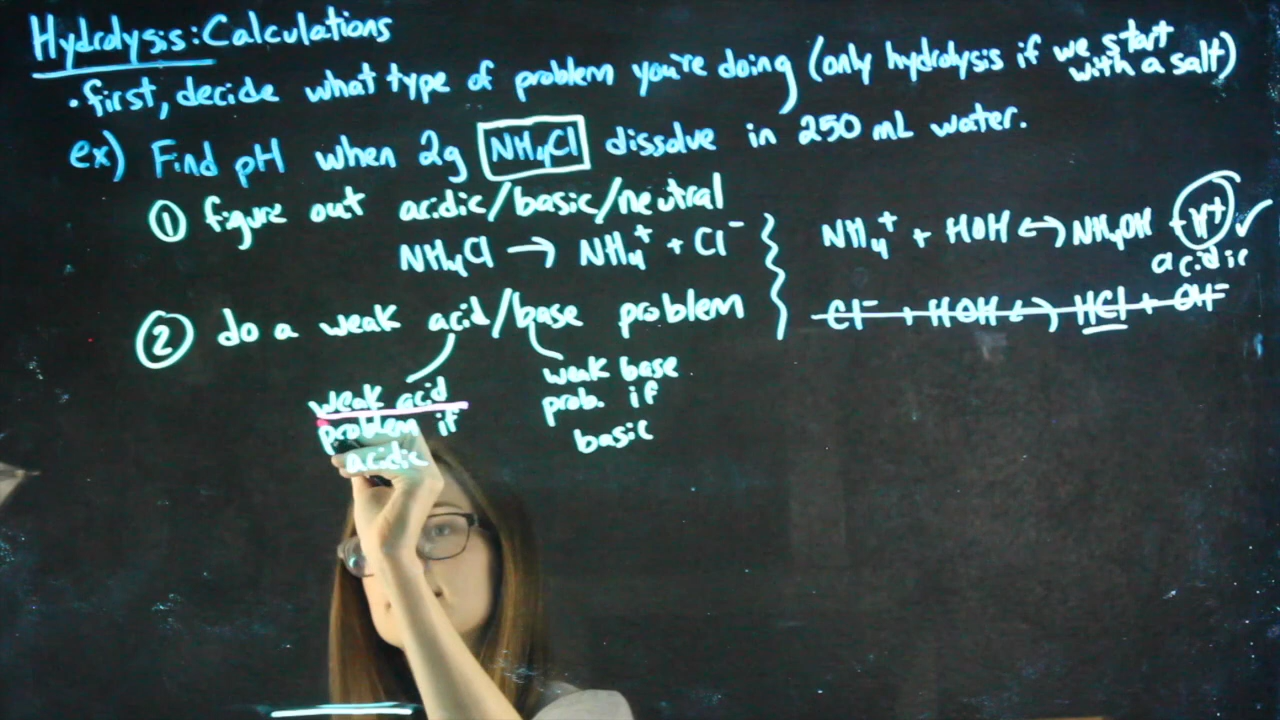 Hydrolysis: Calculations
• first, decide what type of problem you're doing (only hydrolysis if we start with a salt)
ex) Find pH when 2g NH4Cl dissolve in 250 mL water.
① figure out acidic/basic/neutral
NH4Cl → NH4+ + Cl-
NH4+ + HOH ↔ NH4OH + H+ ✓
acidic
Cl- + HOH ↔ HCl + OH-
② do a weak acid/base problem
weak acid
problem if
acidic
weak base
prob. if
basic